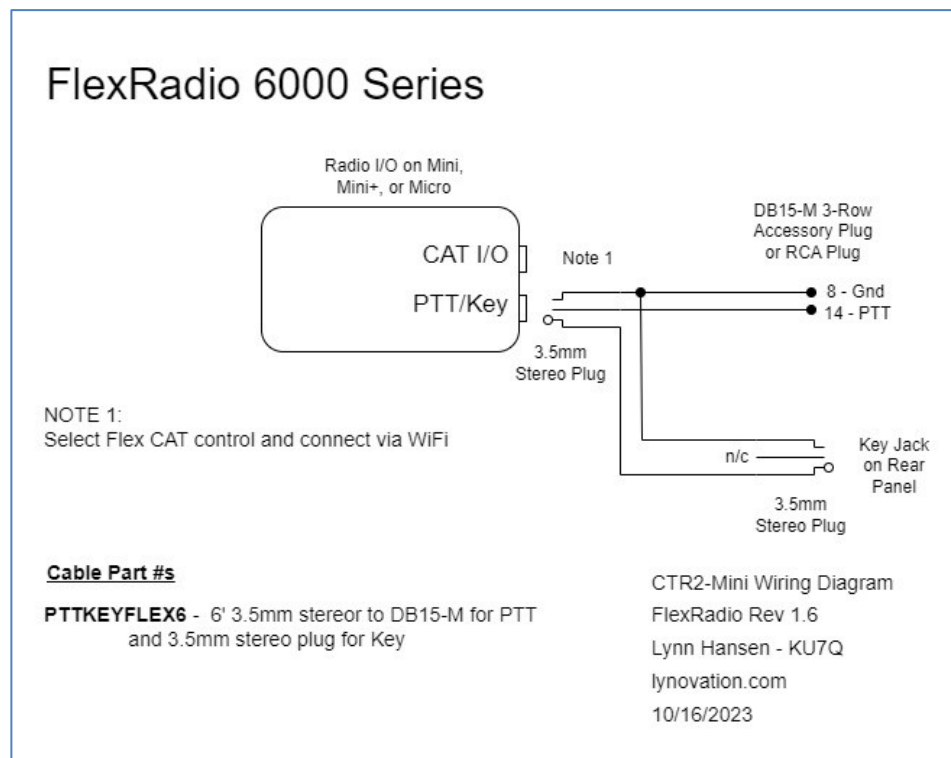 FlexRadio 6000 Series
Radio I/O on Mini,
Mini+, or Micro
CAT I/O
PTT/Key
Note 1
3.5mm
Stereo Plug
DB15-M 3-Row
Accessory Plug
or RCA Plug
8 - Gnd
14 - PTT
n/c
Key Jack
on Rear
Panel
3.5mm
Stereo Plug
NOTE 1:
Select Flex CAT control and connect via WiFi
Cable Part #s
PTTKEYFLEX6 - 6' 3.5mm stereor to DB15-M for PTT
and 3.5mm stereo plug for Key
CTR2-Mini Wiring Diagram
FlexRadio Rev 1.6
Lynn Hansen - KU7Q
lynovation.com
10/16/2023